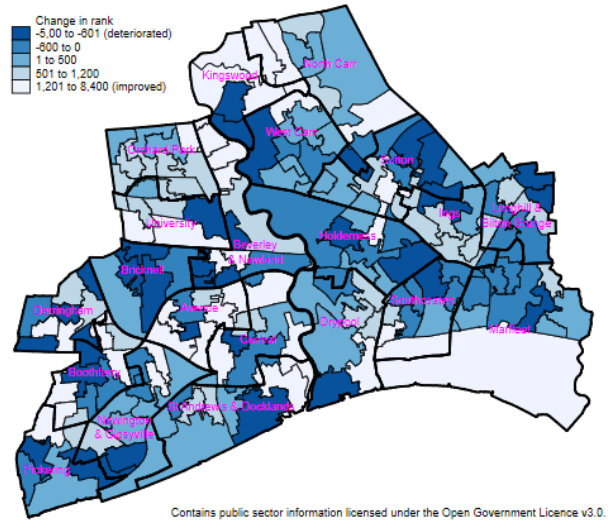 Change in rank
-5,00 to -601 (deteriorated)
-600 to 0
1 to 500
501 to 1,200
1,201 to 8,400 (improved)
North Carr
Kingswood
West Carr
Orchard Park
Sutton
Ings
Longhill &
Bilton Grange
University
Holderness
Beverley
& Newland
Bricknell
Derringham
Avenue
Southcoates
Drypool
Marfleet
Central
Boothferry
St Andrew's & Docklands
Newington
& Gipsyville
Pickering
Contains public sector information licensed under the Open Government Licence v3.0.